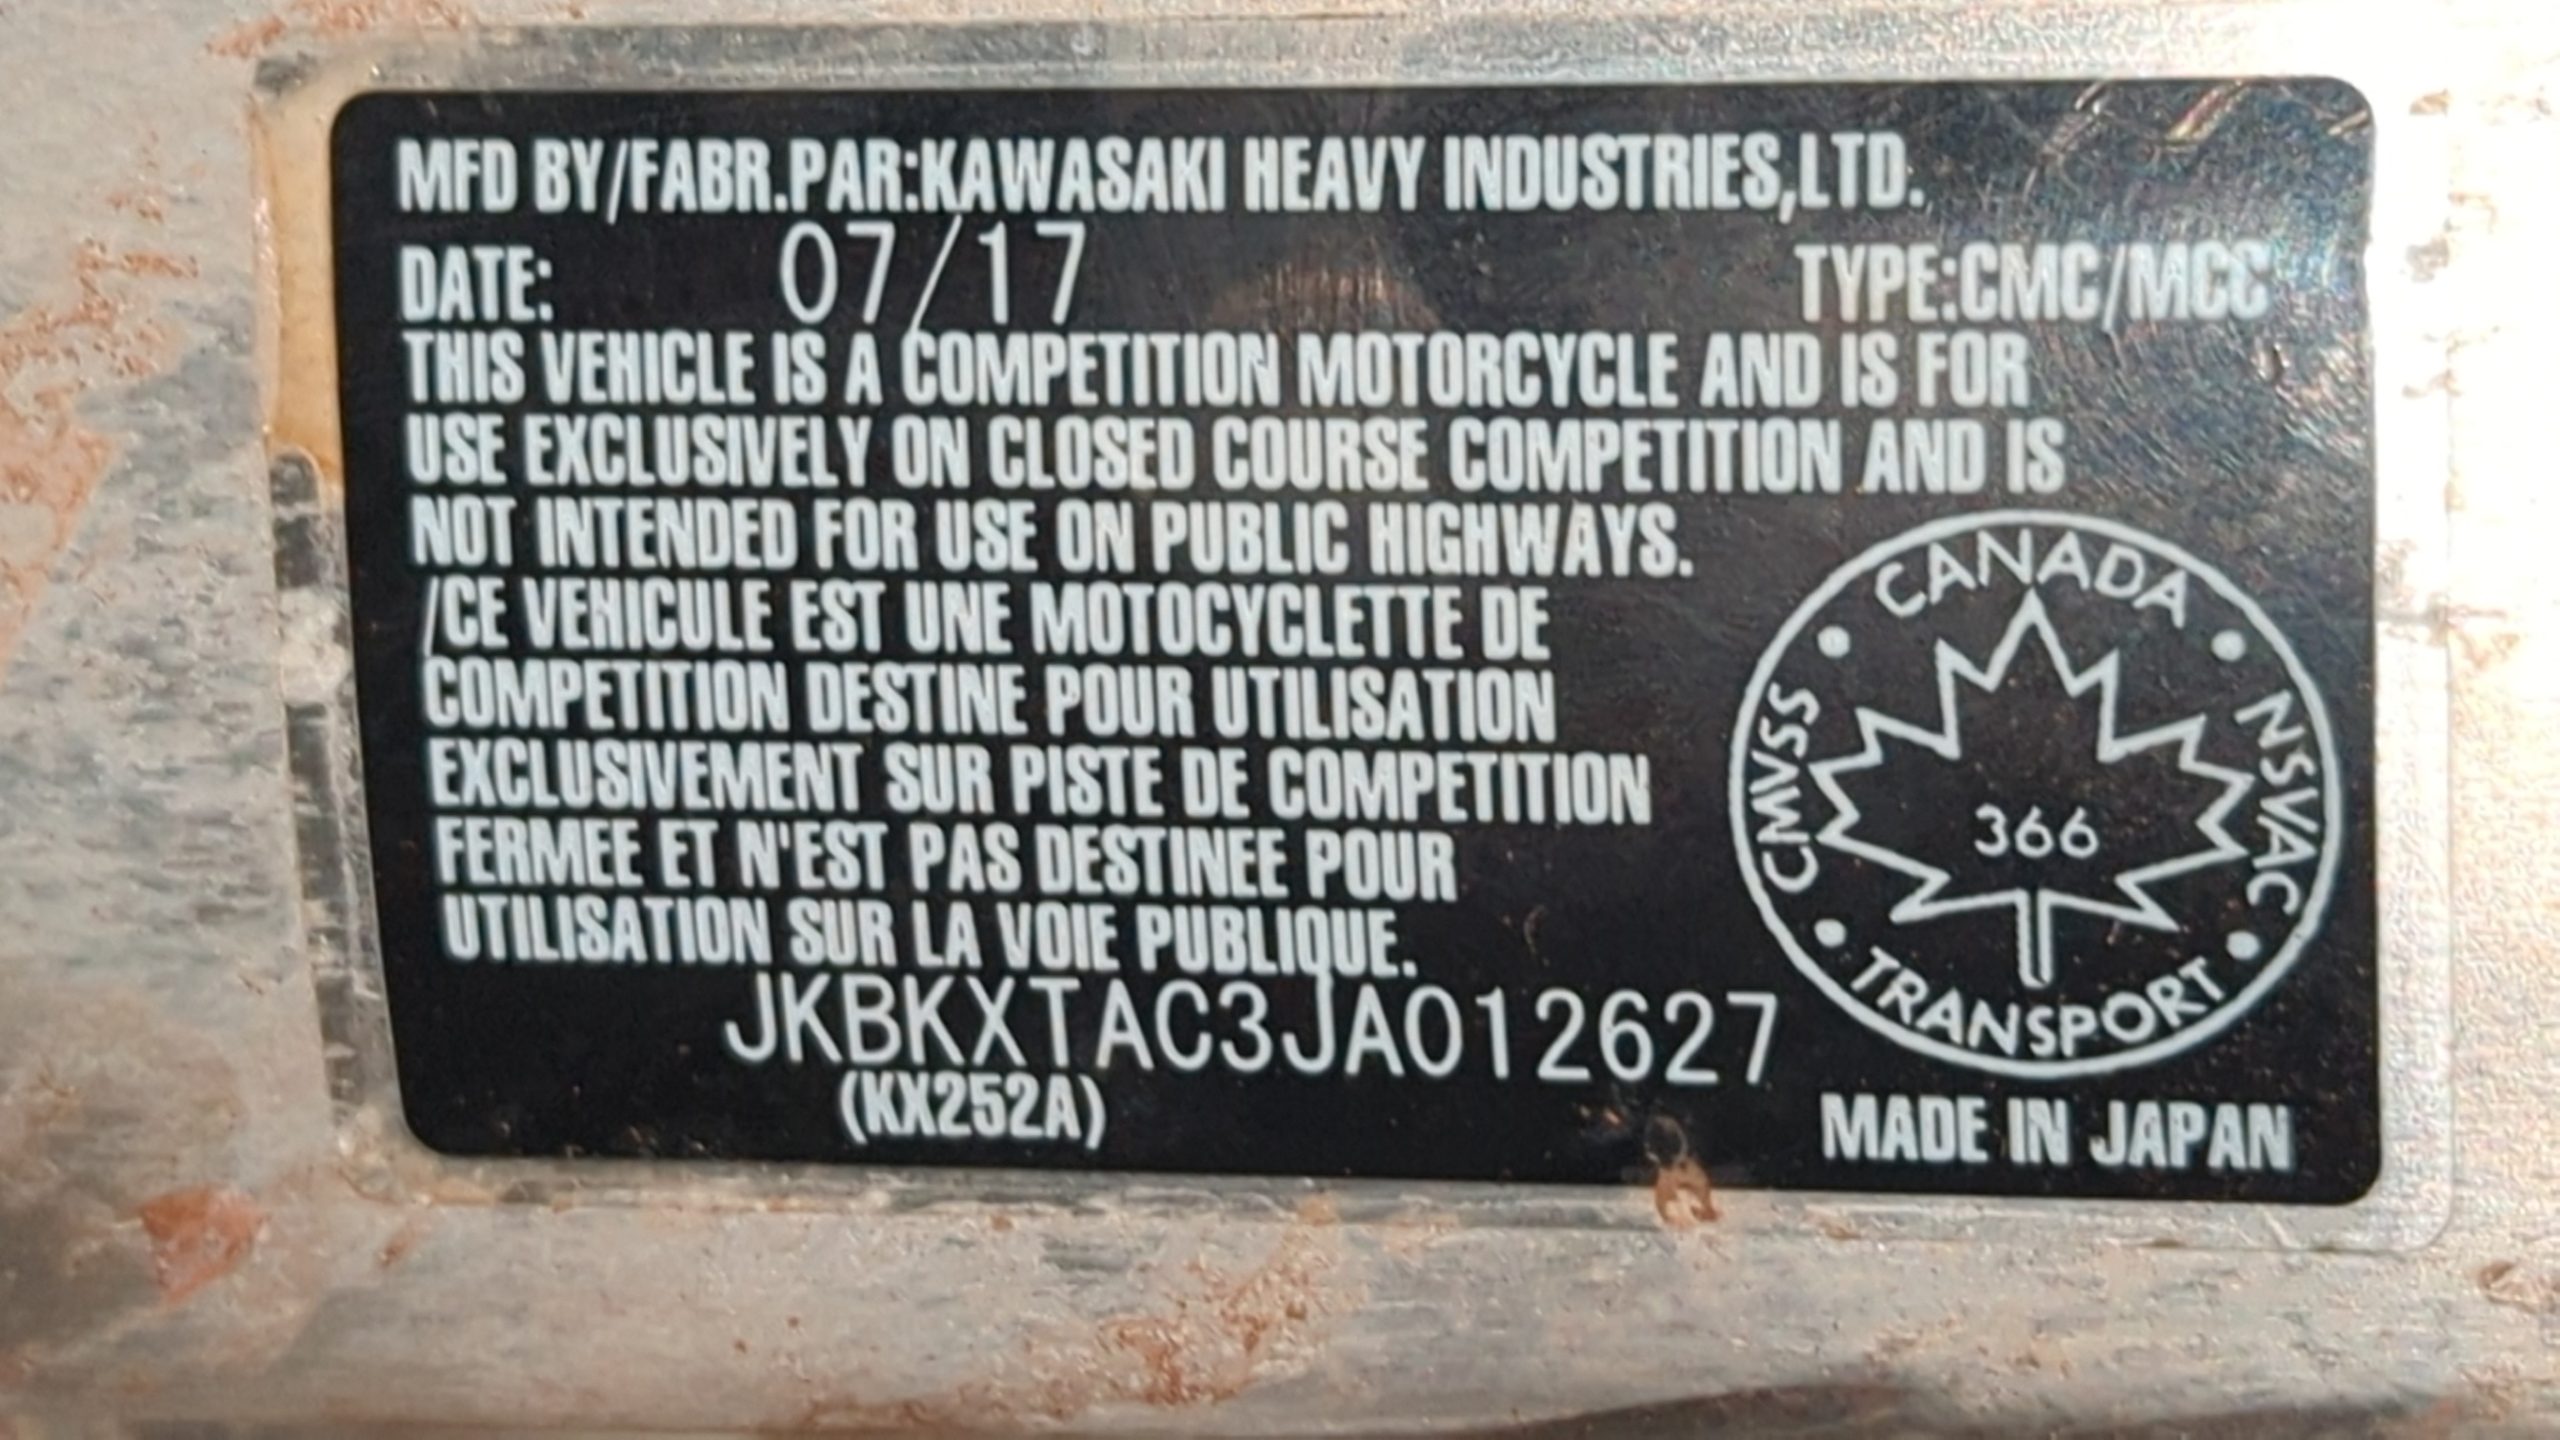 MFD BY/FABR.PAR:KAWASAKI HEAVY INDUSTRIES,LTD.
DATE: 07/17 TYPE:CMC/MCC
THIS VEHICLE IS A COMPETITION MOTORCYCLE AND IS FOR
USE EXCLUSIVELY ON CLOSED COURSE COMPETITION AND IS
NOT INTENDED FOR USE ON PUBLIC HIGHWAYS.
/CE VEHICULE EST UNE MOTOCYCLETTE DE
COMPETITION DESTINE POUR UTILISATION
EXCLUSIVEMENT SUR PISTE DE COMPETITION
FERMEE ET N'EST PAS DESTINEE POUR
UTILISATION SUR LA VOIE PUBLIQUE.
CANADA • NSVAC • TRANSPORT • CMVSS •
366
JKBKXTAC3JA012627
(KX252A)
MADE IN JAPAN